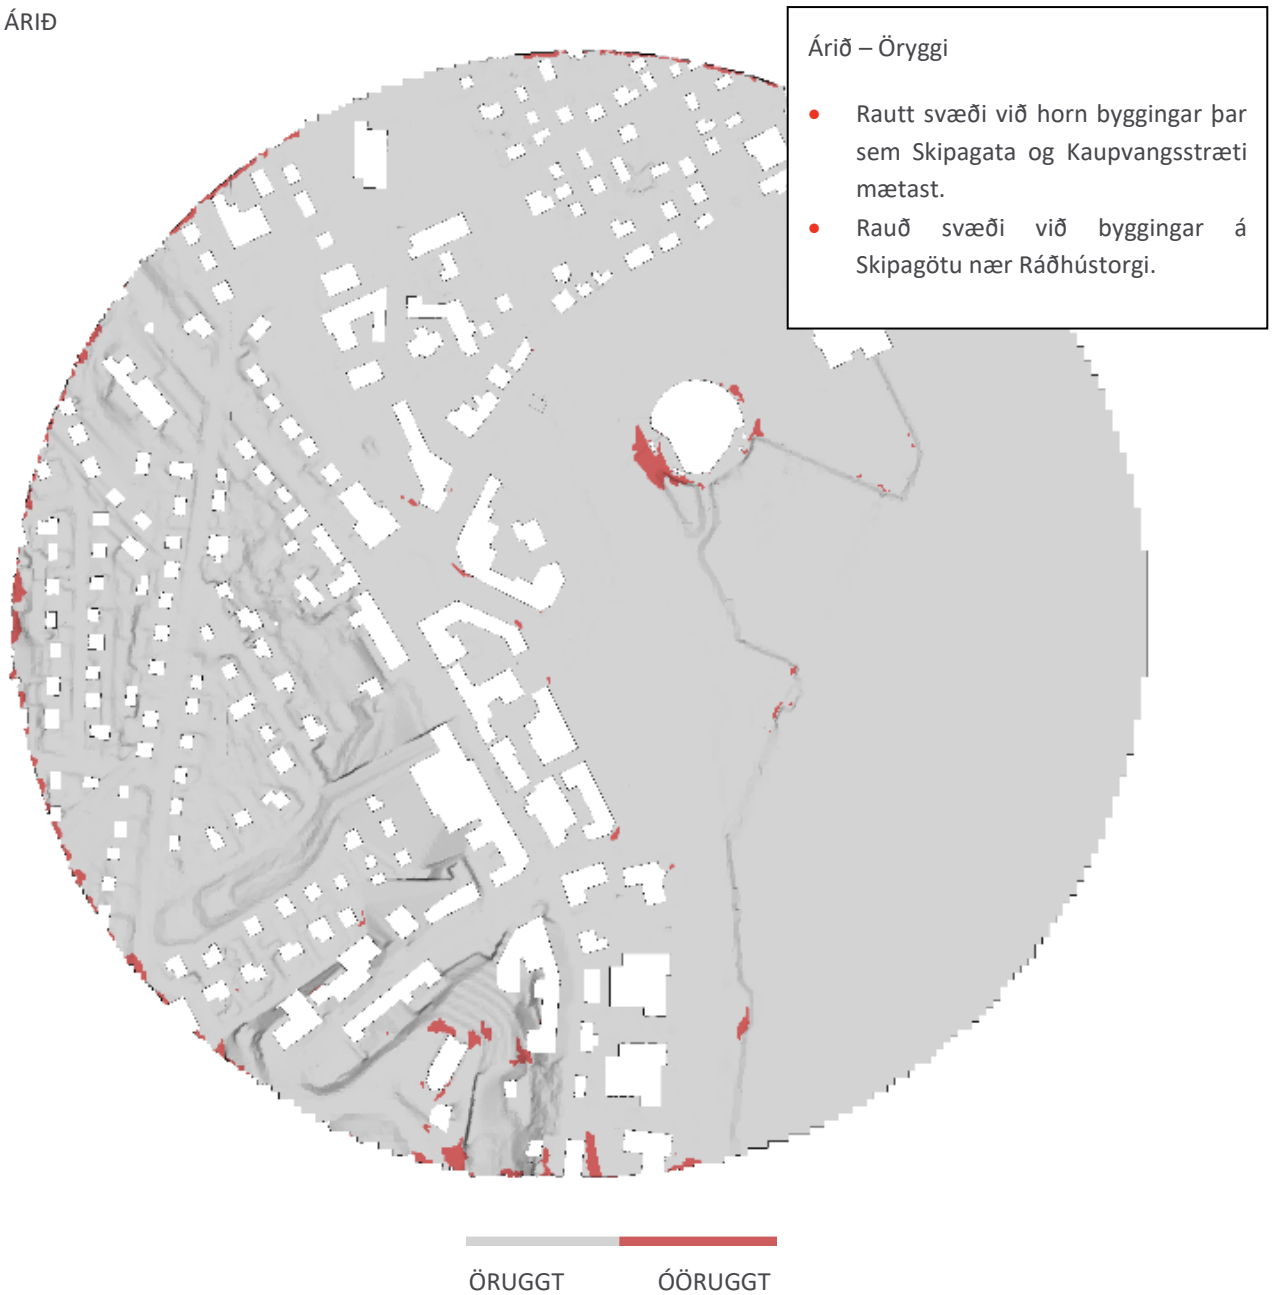 ÁRIÐ
Árið – Öryggi
• Rautt svæði við horn byggingar þar
sem Skipagata og Kaupvangsstræti
mætast.
• Rauð svæði við byggingar á
Skipagötu nær Ráðhústorgi.
ÖRUGGT ÓÖRUGGT